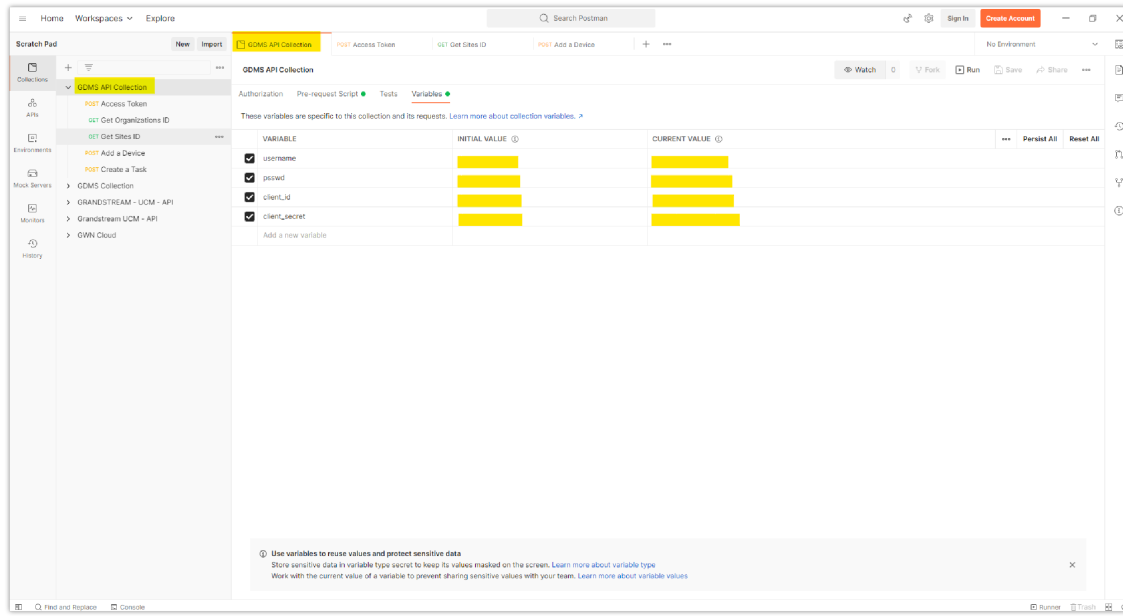 Home Workspaces Explore Search Postman Sign In Create Account
Scratch Pad New Import GDMS API Collection POST Access Token GET Get Sites ID POST Add a Device No Environment
Collections
APIs
Environments
Mock Servers
Monitors
History
GDMS API Collection
POST Access Token
GET Get Organizations ID
GET Get Sites ID
POST Add a Device
POST Create a Task
GDMS Collection
GRANDSTREAM - UCM - API
Grandstream UCM - API
GWN Cloud
GDMS API Collection Watch 0 Fork Run Save Share
Authorization Pre-request Script Tests Variables
These variables are specific to this collection and its requests. Learn more about collection variables.
VARIABLE INITIAL VALUE CURRENT VALUE Persist All Reset All
username
psswd
client_id
client_secret
Add a new variable
Use variables to reuse values and protect sensitive data
Store sensitive data in variable type secret to keep its values masked on the screen. Learn more about variable type
Work with the current value of a variable to prevent sharing sensitive values with your team. Learn more about variable values
Find and Replace Console Runner Trash